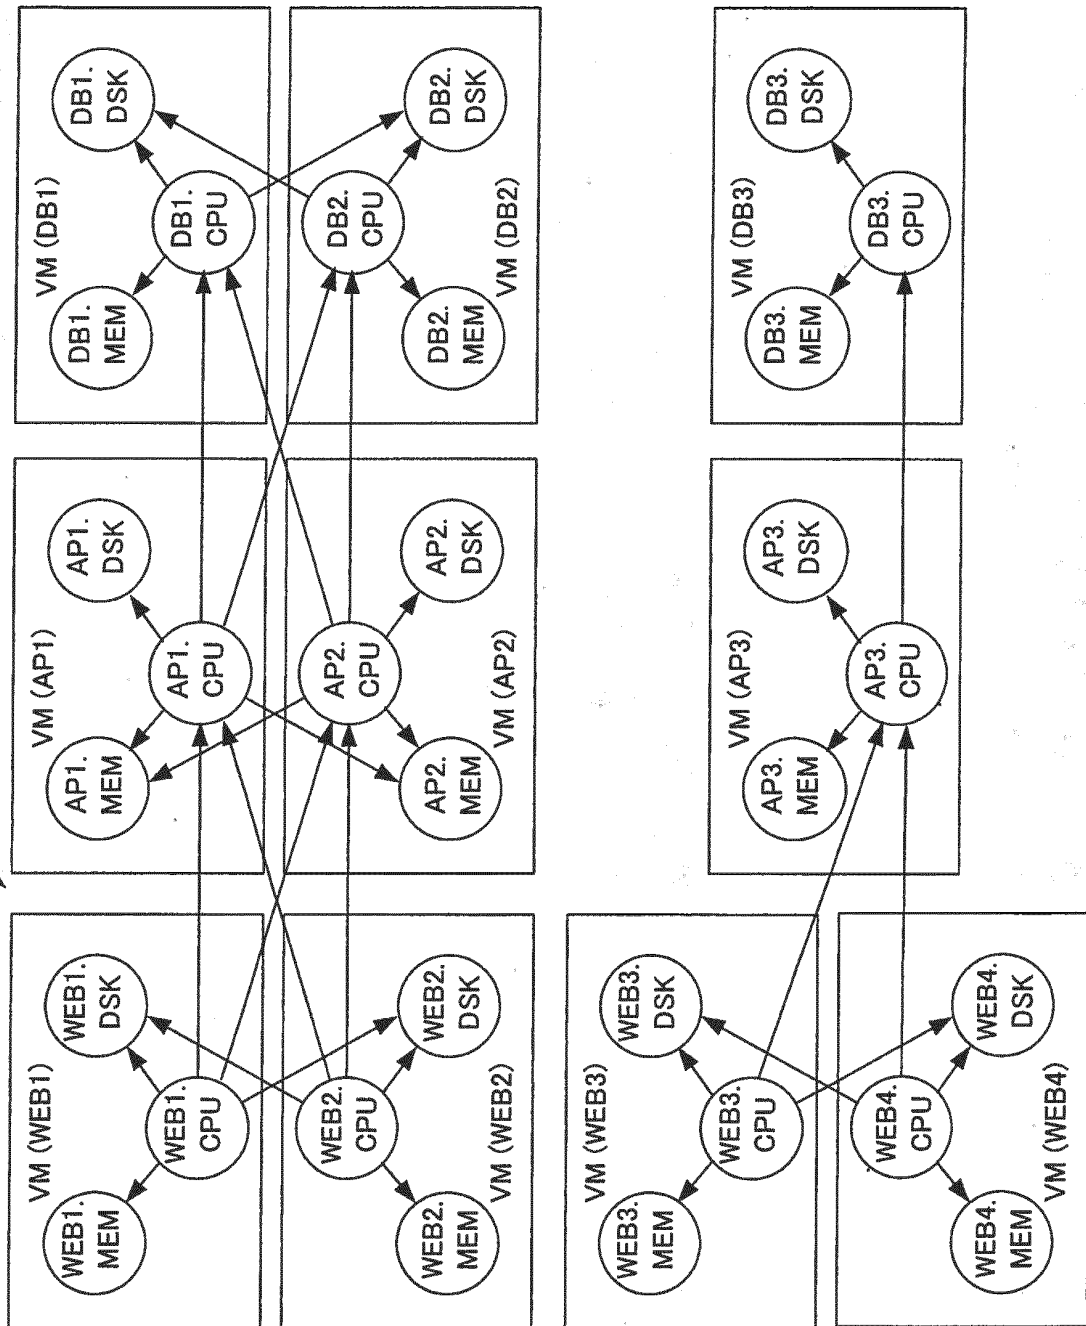 VM (WEB1)
WEB1.
MEM
WEB1.
CPU
WEB1.
DSK
VM (WEB2)
WEB2.
MEM
WEB2.
CPU
WEB2.
DSK
VM (WEB3)
WEB3.
MEM
WEB3.
CPU
WEB3.
DSK
VM (WEB4)
WEB4.
MEM
WEB4.
CPU
WEB4.
DSK
VM (AP1)
AP1.
MEM
AP1.
CPU
AP1.
DSK
VM (AP2)
AP2.
MEM
AP2.
CPU
AP2.
DSK
VM (AP3)
AP3.
MEM
AP3.
CPU
AP3.
DSK
VM (DB1)
DB1.
MEM
DB1.
CPU
DB1.
DSK
VM (DB2)
DB2.
MEM
DB2.
CPU
DB2.
DSK
VM (DB3)
DB3.
MEM
DB3.
CPU
DB3.
DSK